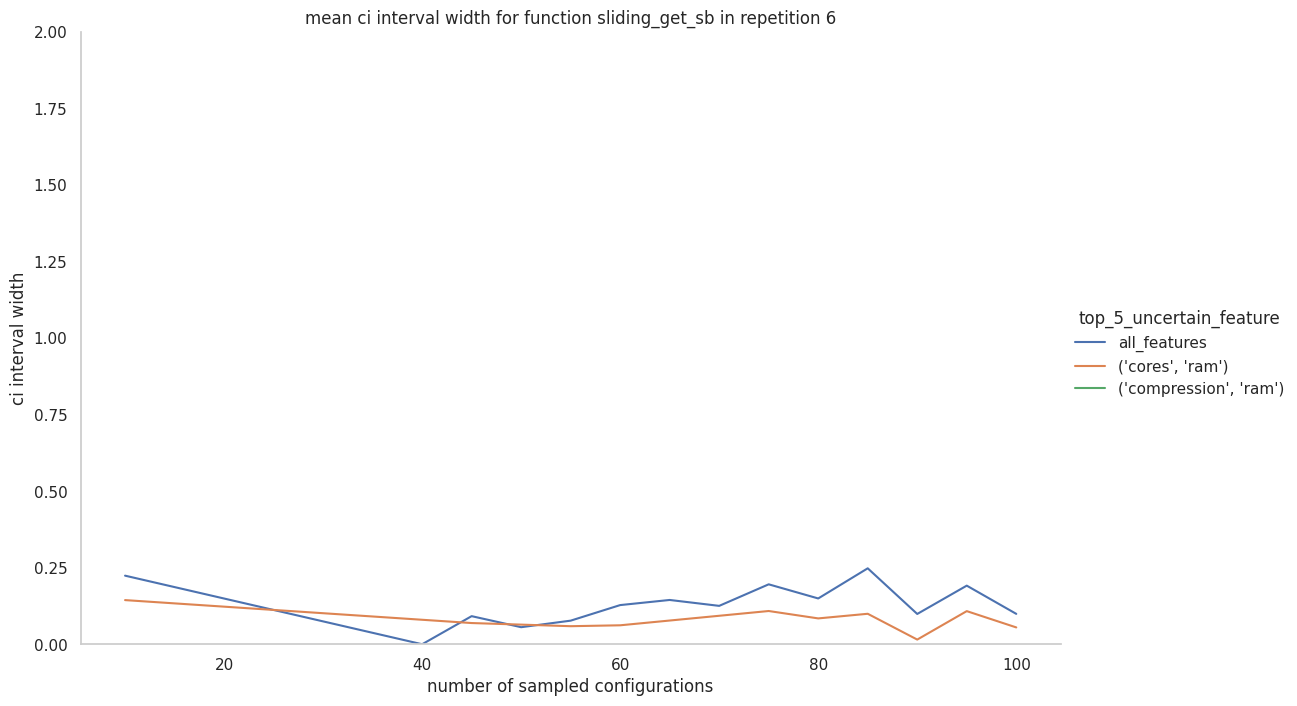 mean ci interval width for function sliding_get_sb in repetition 6
2.00
1.75
1.50
1.25
1.00
0.75
0.50
0.25
0.00
ci interval width
20
40
60
80
100
number of sampled configurations
top_5_uncertain_feature
all_features
('cores', 'ram')
('compression', 'ram')